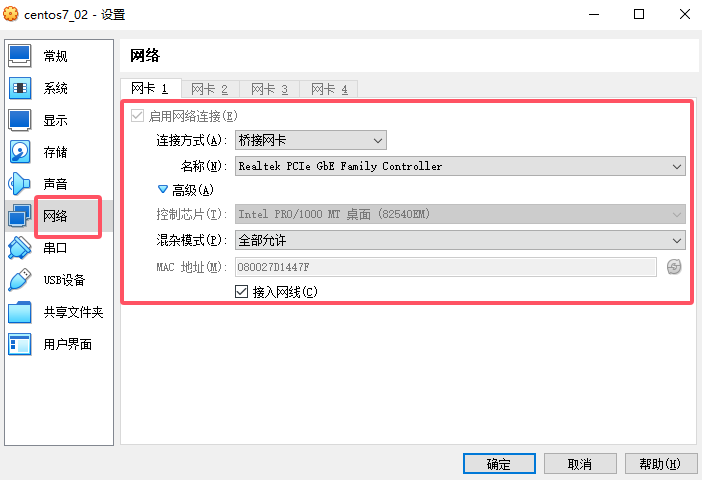 centos7_02 - 设置
常规
系统
显示
存储
声音
网络
串口
USB设备
共享文件夹
用户界面
网络
网卡 1 网卡 2 网卡 3 网卡 4
启用网络连接(E)
连接方式(A): 桥接网卡
名称(N): Realtek PCIe GbE Family Controller
高级(A)
控制芯片(T): Intel PRO/1000 MT 桌面 (82540EM)
混杂模式(P): 全部允许
MAC 地址(M): 080027D1447F
接入网线(C)
确定 取消 帮助(H)